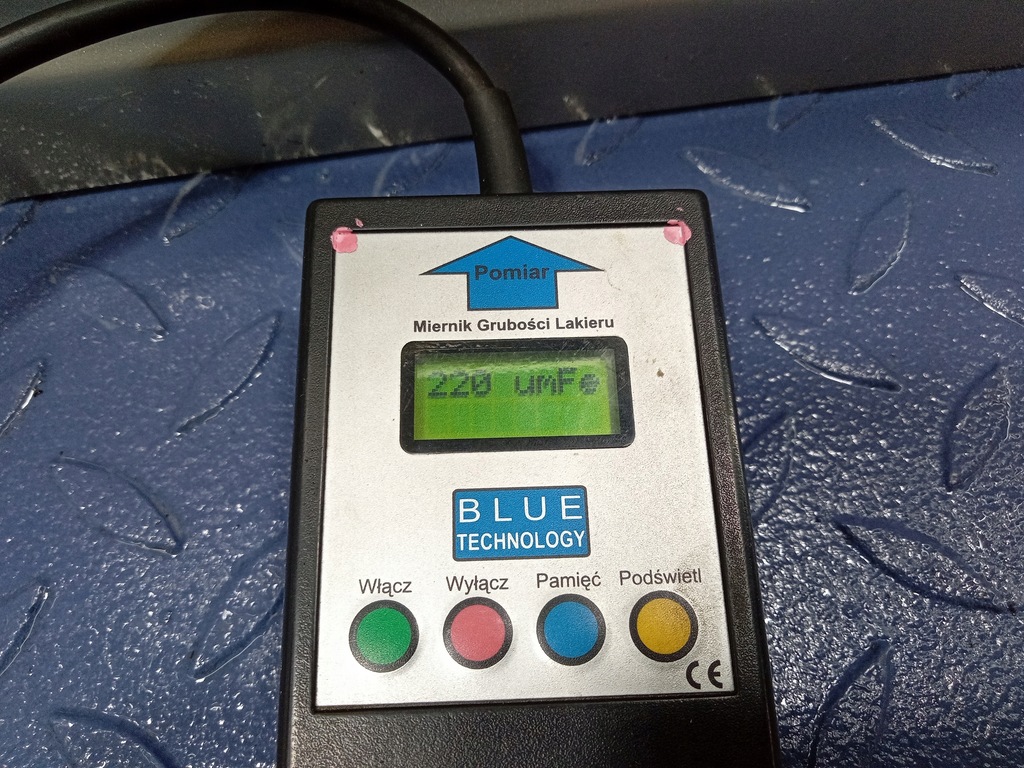 Pomiar
Miernik Grubości Lakieru
220 umFe
BLUE
TECHNOLOGY
Włącz Wyłącz Pamięć Podświetl
CE